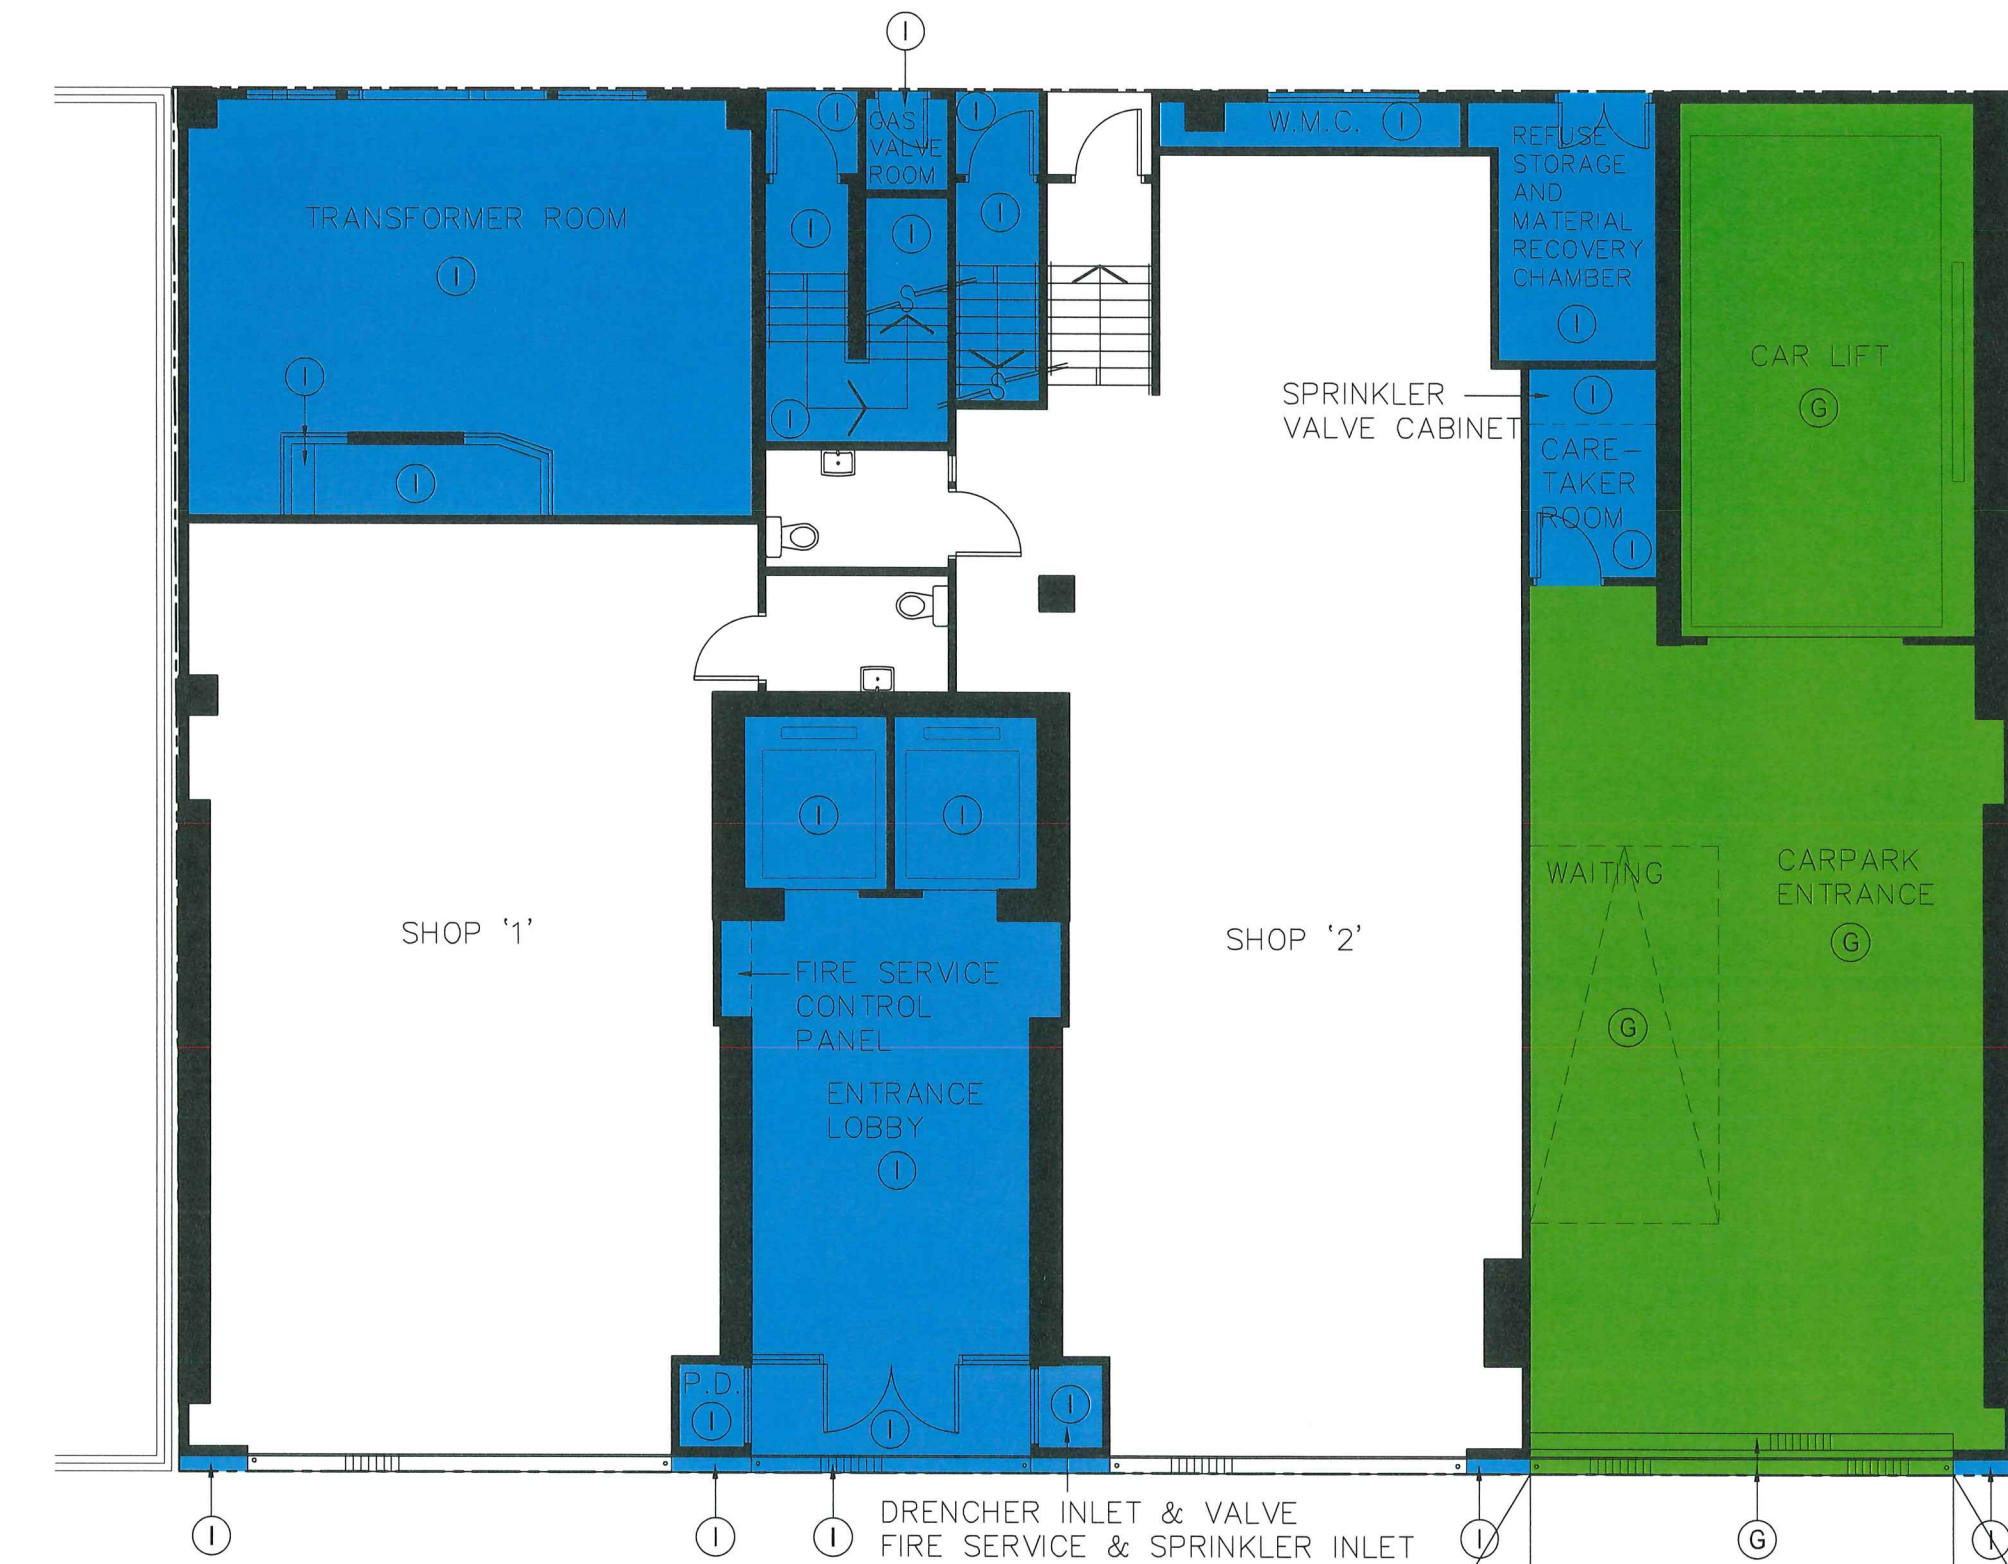 I
GAS
VALVE
ROOM
I
I
W.M.C. I
REFUSE
STORAGE
AND
MATERIAL
RECOVERY
CHAMBER
I
TRANSFORMER ROOM
I
I
I
I
S
S
I
I
I
CAR LIFT
G
SPRINKLER
VALVE CABINET
I
CARE-
TAKER
ROOM
I
I
I
WAITING
G
CARPARK
ENTRANCE
G
SHOP '1'
SHOP '2'
FIRE SERVICE
CONTROL
PANEL
ENTRANCE
LOBBY
I
P.D.
I
I
I
DRENCHER INLET & VALVE
FIRE SERVICE & SPRINKLER INLET
I
I
I
I
G
I